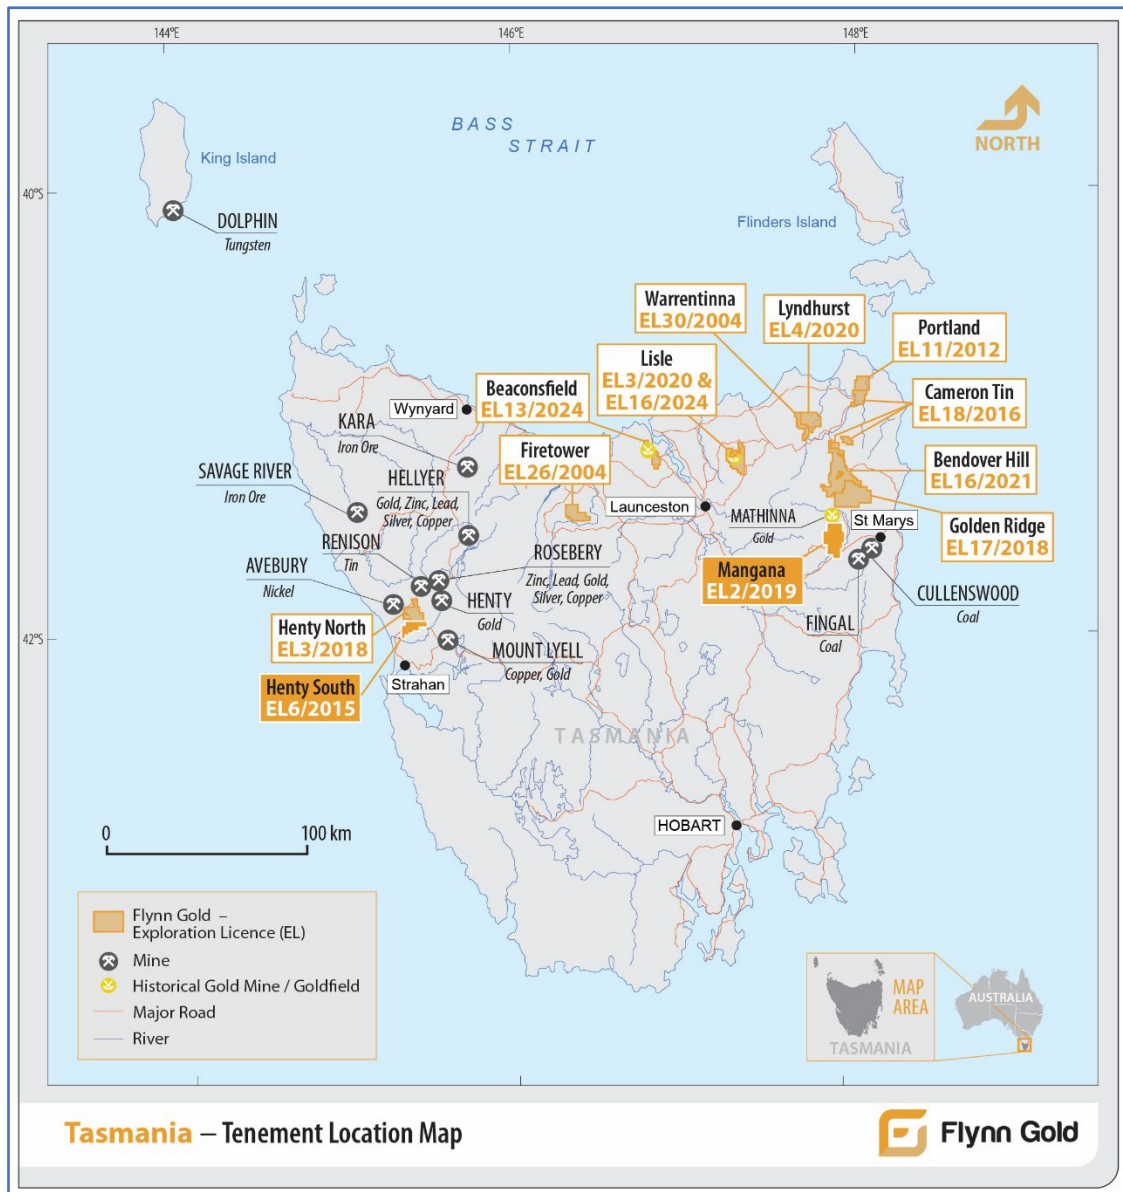 144°E
146°E
148°E
BASS
STRAIT
NORTH
King Island
40°S
DOLPHIN
Tungsten
Flinders Island
Warrentinna
EL30/2004
Lyndhurst
EL4/2020
Portland
EL11/2012
Lisle
EL3/2020 &
EL16/2024
Beaconsfield
EL13/2024
Cameron Tin
EL18/2016
Wynyard
KARA
Iron Ore
Firetower
EL26/2004
Bendover Hill
EL16/2021
SAVAGE RIVER
Iron Ore
HELLYER
Gold, Zinc, Lead,
Silver, Copper
Launceston
MATHINNA
Gold
St Marys
Golden Ridge
EL17/2018
RENISON
Tin
ROSEBERY
Zinc, Lead, Gold,
Silver, Copper
AVEBURY
Nickel
Mangana
EL2/2019
CULLENSWOOD
Coal
HENTY
Gold
FINGAL
Coal
Henty North
EL3/2018
42°S
MOUNT LYELL
Copper, Gold
Henty South
EL6/2015
Strahan
TASMANIA
HOBART
0
100 km
Flynn Gold –
Exploration Licence (EL)
Mine
Historical Gold Mine / Goldfield
Major Road
River
MAP
AREA
AUSTRALIA
TASMANIA
Tasmania – Tenement Location Map
Flynn Gold